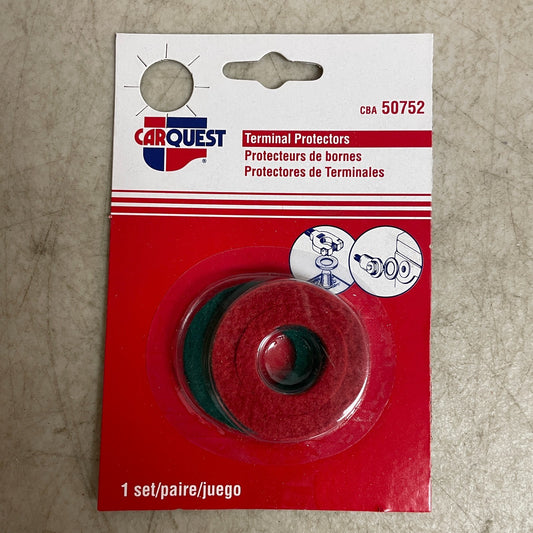 CBA 50752
CARQUEST
®
Terminal Protectors
Protecteurs de bornes
Protectores de Terminales
1 set/paire/juego